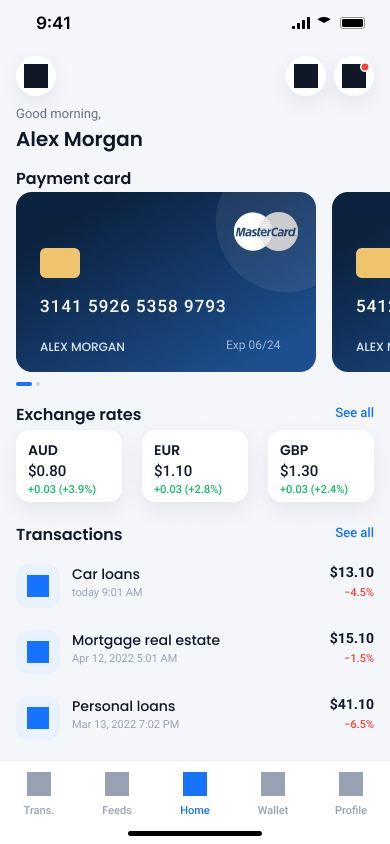 9:41
Good morning,
Alex Morgan
Payment card
MasterCard
3141 5926 5358 9793
ALEX MORGAN
Exp 06/24
541
ALEX M
Exchange rates
See all
AUD
$0.80
+0.03 (+3.9%)
EUR
$1.10
+0.03 (+2.8%)
GBP
$1.30
+0.03 (+2.4%)
Transactions
See all
Car loans
$13.10
today 9:01 AM
−4.5%
Mortgage real estate
$15.10
Apr 12, 2022 5:01 AM
−1.5%
Personal loans
$41.10
Mar 13, 2022 7:02 PM
−6.5%
Trans.
Feeds
Home
Wallet
Profile